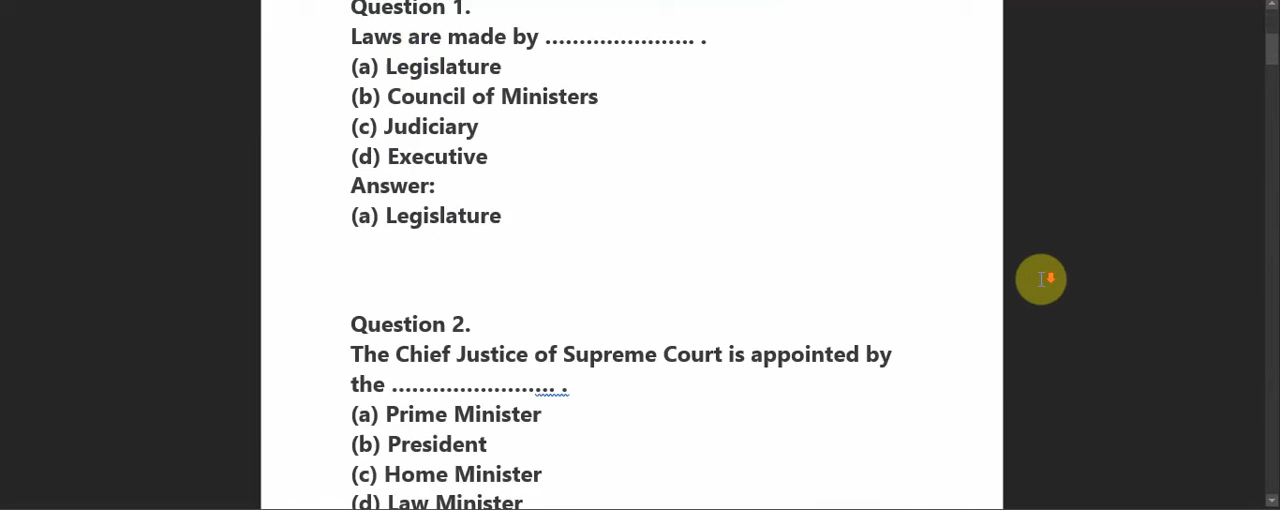 Question 1.
Laws are made by ...................... .
(a) Legislature
(b) Council of Ministers
(c) Judiciary
(d) Executive
Answer:
(a) Legislature
Question 2.
The Chief Justice of Supreme Court is appointed by
the ........................ .
(a) Prime Minister
(b) President
(c) Home Minister
(d) Law Minister